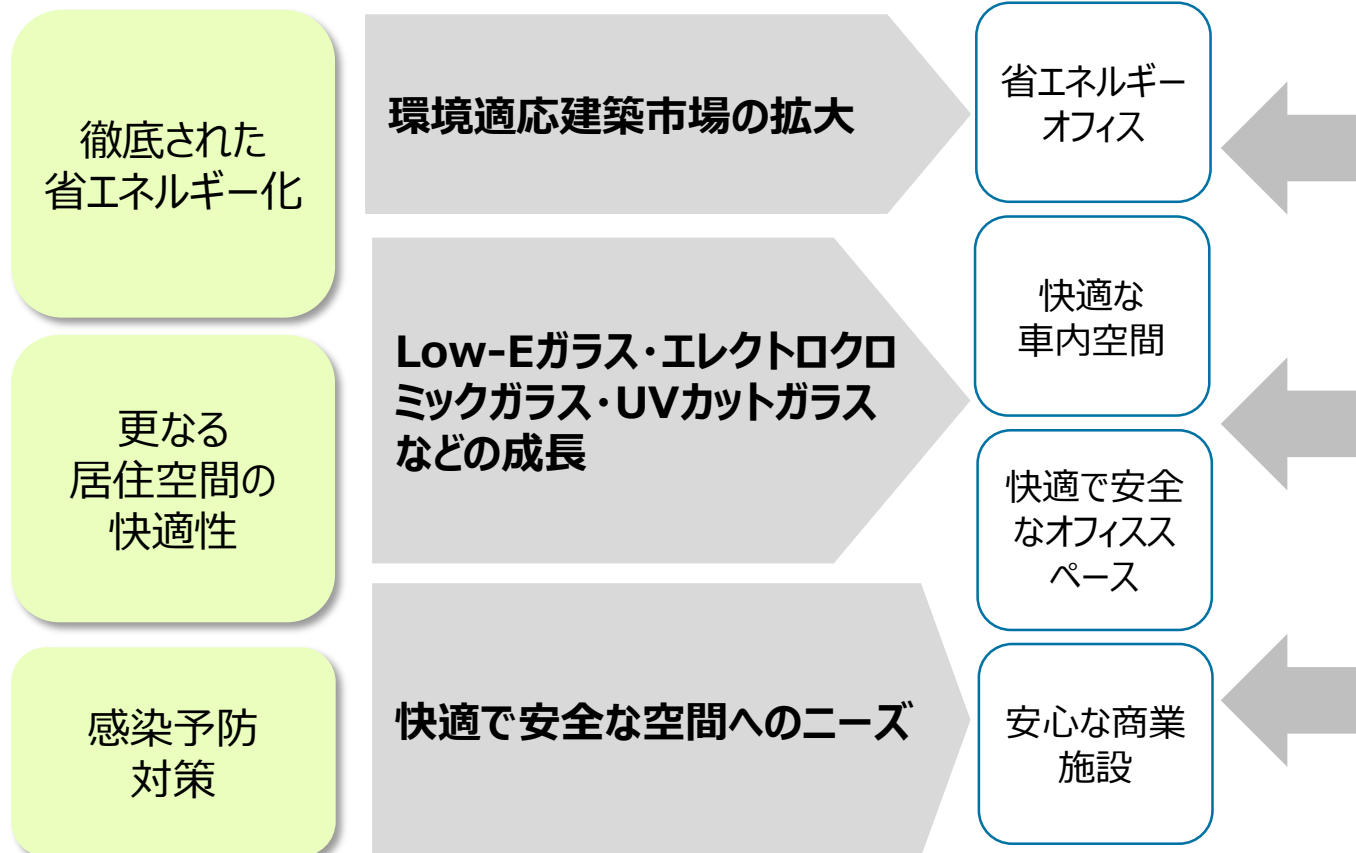 徹底された
省エネルギー化
更なる
居住空間の
快適性
感染予防
対策
環境適応建築市場の拡大
Low-Eガラス・エレクトロクロ
ミックガラス・UVカットガラス
などの成長
快適で安全な空間へのニーズ
省エネルギー
オフィス
快適な
車内空間
快適で安全
なオフィスス
ペース
安心な商業
施設